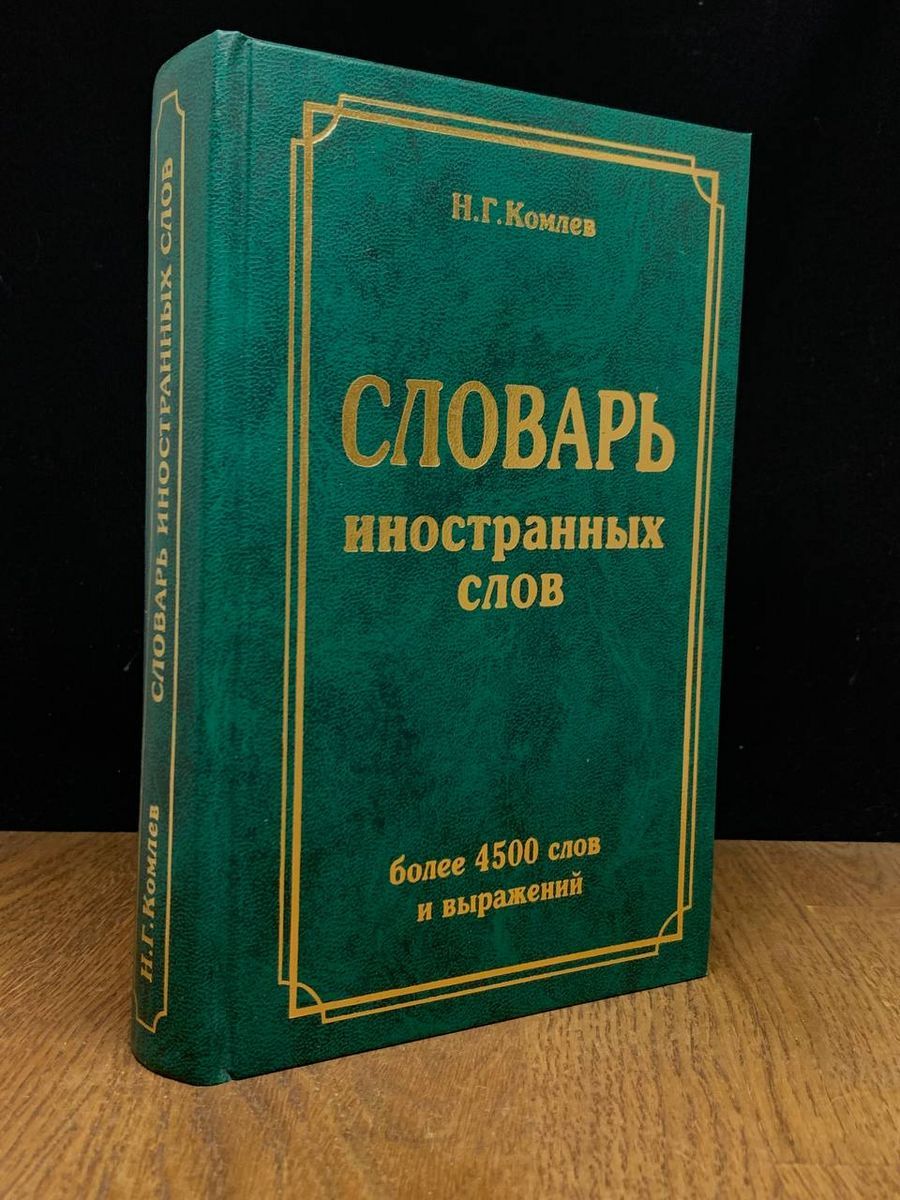 Н.Г.Комлев
СЛОВАРЬ
иностранных
слов
более 4500 слов
и выражений
Н.Г.Комлев СЛОВАРЬ ИНОСТРАННЫХ СЛОВ